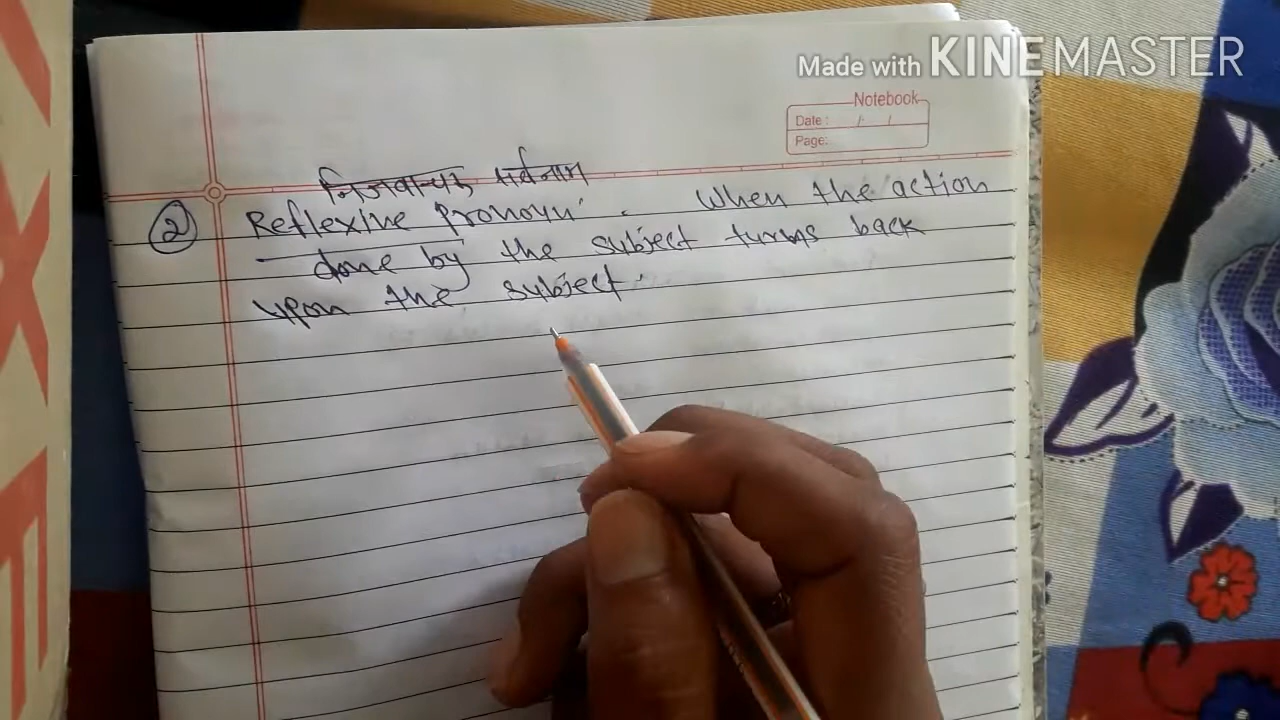 Made with KINEMASTER
Notebook
Date : / /
Page:
निजवाचक सर्वनाम
② Reflexive pronoun . When the action
done by the subject turns back
upon the subject.